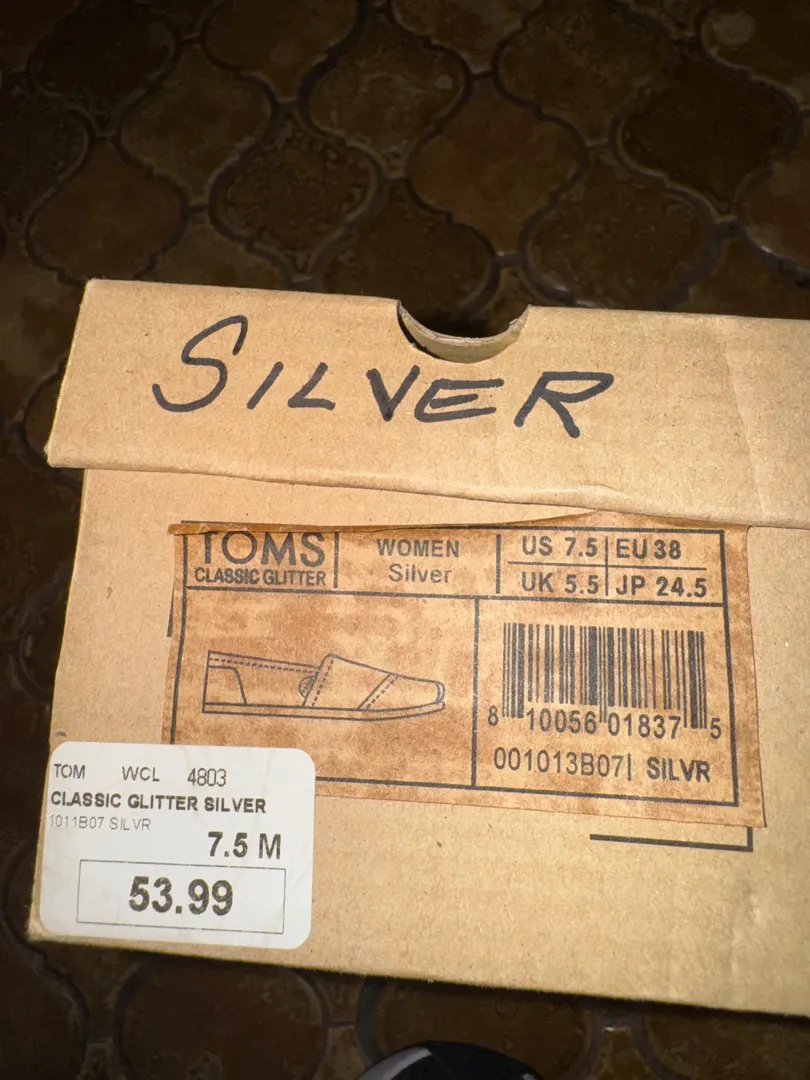 SILVER
TOMS
CLASSIC GLITTER
WOMEN
Silver
US 7.5 EU 38
UK 5.5 JP 24.5
8 10056 01837 5
001013B07| SILVR
TOM WCL 4803
CLASSIC GLITTER SILVER
1011B07 SILVR
7.5 M
53.99